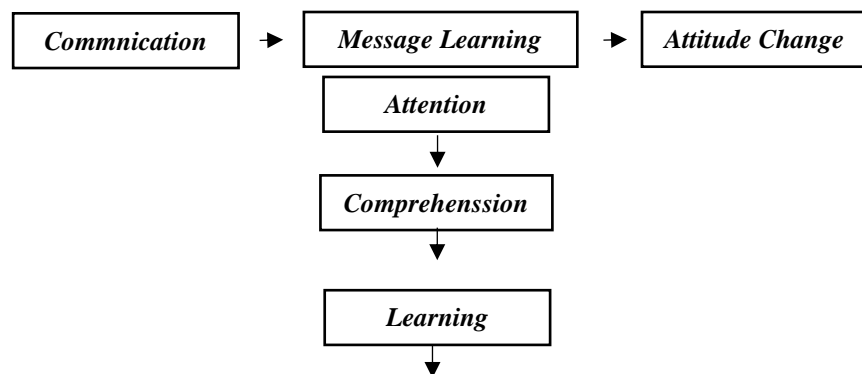 Commnication Message Learning Attitude Change
Attention
Comprehenssion
Learning